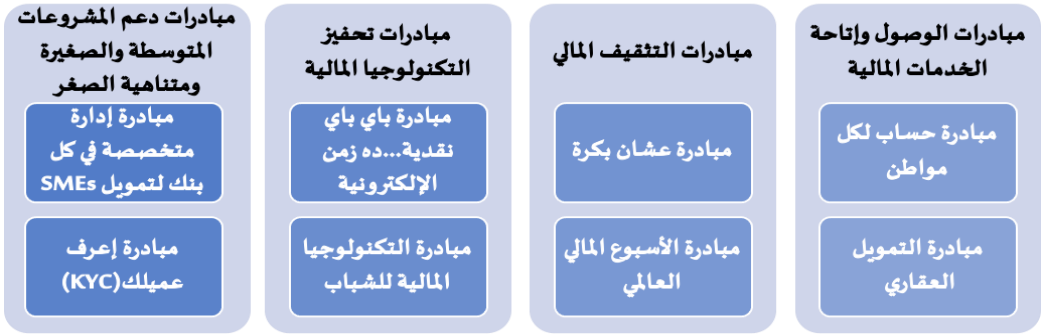 مبادرات الوصول وإتاحة
الخدمات المالية
مبادرة حساب لكل
مواطن
مبادرة التمويل
العقاري
مبادرات التثقيف المالي
مبادرة عشان بكرة
مبادرة الأسبوع المالي
العالمي
مبادرات تحفيز
التكنولوجيا المالية
مبادرة باي باي
نقدية...ده زمن
الإلكترونية
مبادرة التكنولوجيا
المالية للشباب
مبادرات دعم المشروعات
المتوسطة والصغيرة
ومتناهية الصغر
مبادرة إدارة
متخصصة في كل
بنك لتمويل SMEs
مبادرة إعرف
عميلك(KYC)